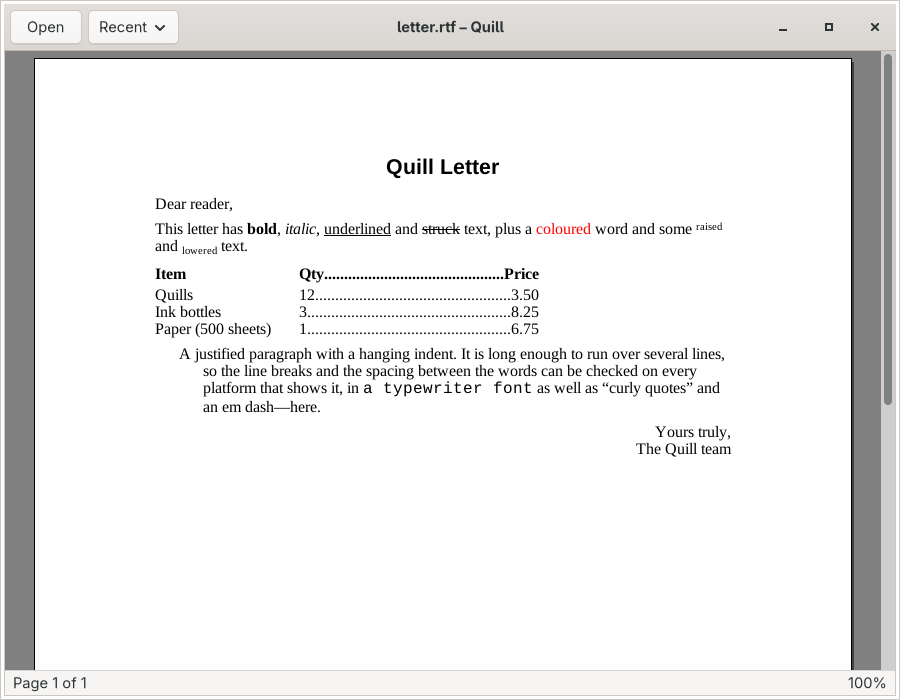 Open Recent letter.rtf – Quill
Quill Letter
Dear reader,
This letter has bold, italic, underlined and struck text, plus a coloured word and some raised
and lowered text.
Item Qty.............................................Price
Quills 12.................................................3.50
Ink bottles 3...................................................8.25
Paper (500 sheets) 1...................................................6.75
A justified paragraph with a hanging indent. It is long enough to run over several lines,
so the line breaks and the spacing between the words can be checked on every
platform that shows it, in a typewriter font as well as “curly quotes” and
an em dash—here.
Yours truly,
The Quill team
Page 1 of 1 100%